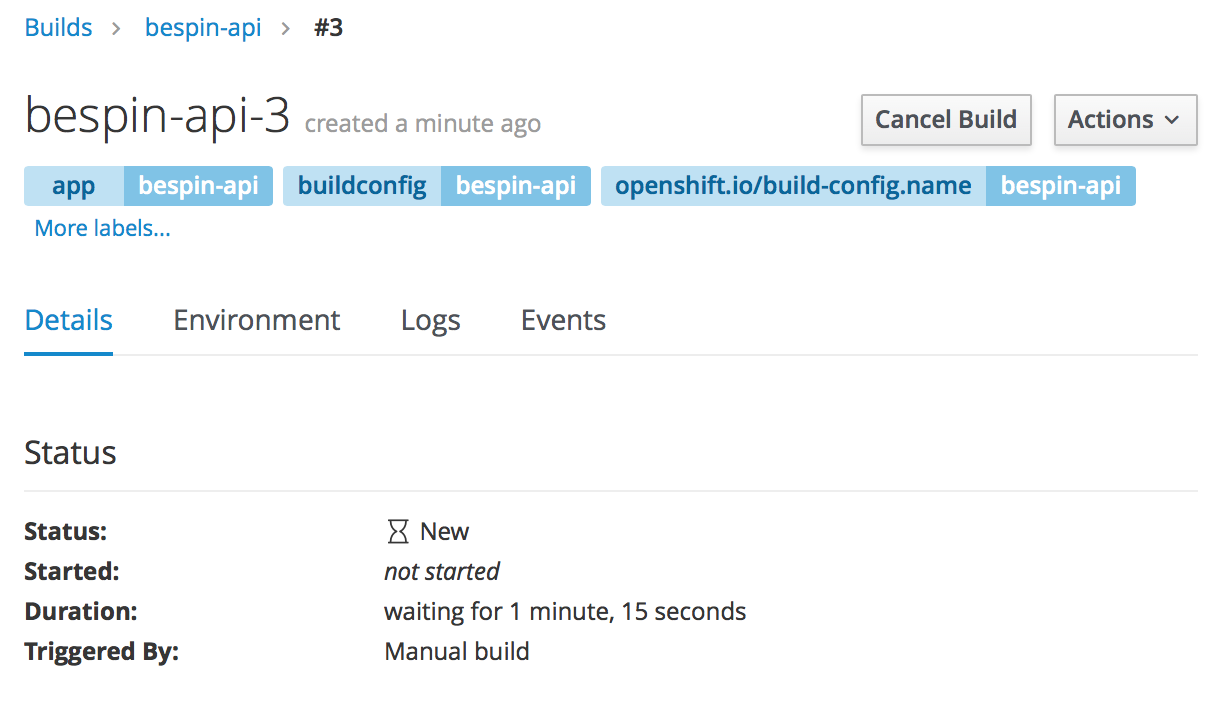 Builds > bespin-api > #3
bespin-api-3 created a minute ago
Cancel Build
Actions
app bespin-api buildconfig bespin-api openshift.io/build-config.name bespin-api
More labels...
Details Environment Logs Events
Status
Status: New
Started: not started
Duration: waiting for 1 minute, 15 seconds
Triggered By: Manual build